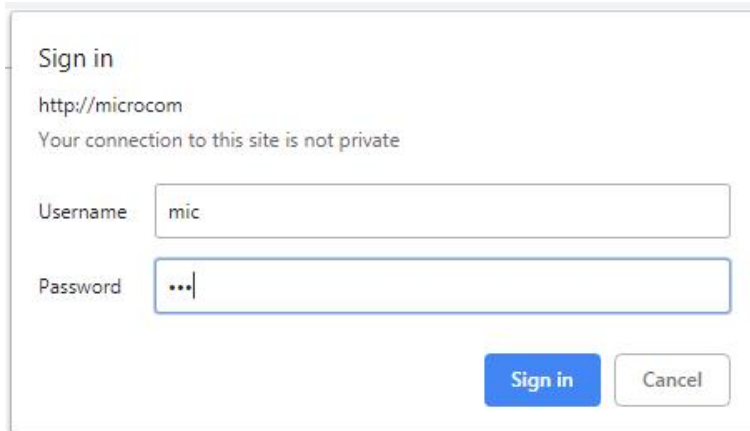 Sign in
http://microcom
Your connection to this site is not private
Username mic
Password •••
Sign in Cancel